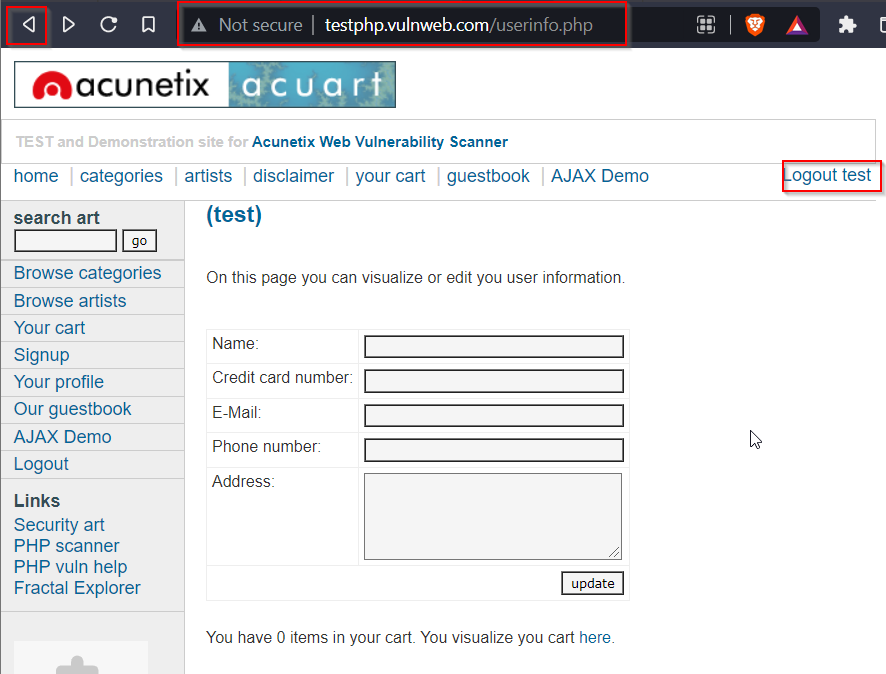 Not secure | testphp.vulnweb.com/userinfo.php
acunetix acuart
TEST and Demonstration site for Acunetix Web Vulnerability Scanner
home | categories | artists | disclaimer | your cart | guestbook | AJAX Demo Logout test
search art
go
Browse categories
Browse artists
Your cart
Signup
Your profile
Our guestbook
AJAX Demo
Logout
Links
Security art
PHP scanner
PHP vuln help
Fractal Explorer
(test)
On this page you can visualize or edit you user information.
Name:
Credit card number:
E-Mail:
Phone number:
Address:
update
You have 0 items in your cart. You visualize you cart here.